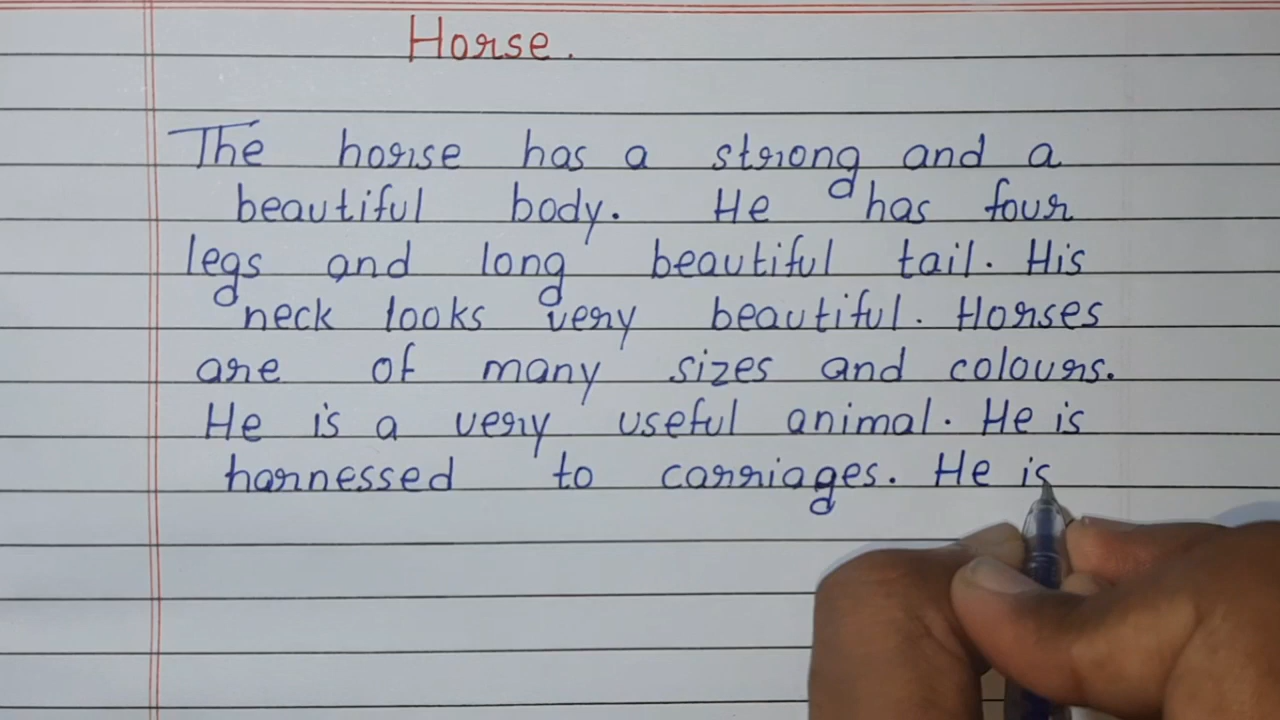 Horse.
The horse has a strong and a
beautiful body. He has four
legs and long beautiful tail. His
neck looks very beautiful. Horses
are of many sizes and colours.
He is a very useful animal. He is
harnessed to carriages. He is